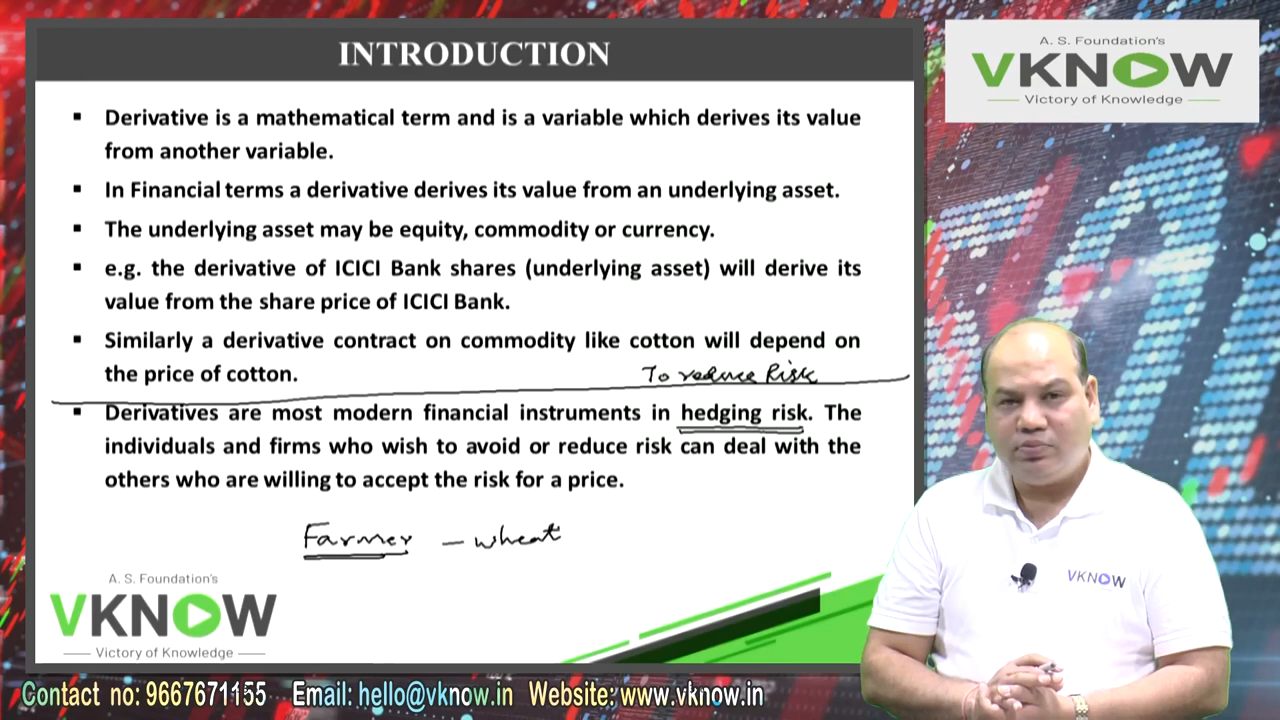 INTRODUCTION
A. S. Foundation's
VKNOW
Victory of Knowledge
▪ Derivative is a mathematical term and is a variable which derives its value
from another variable.
▪ In Financial terms a derivative derives its value from an underlying asset.
▪ The underlying asset may be equity, commodity or currency.
▪ e.g. the derivative of ICICI Bank shares (underlying asset) will derive its
value from the share price of ICICI Bank.
▪ Similarly a derivative contract on commodity like cotton will depend on
the price of cotton.
To reduce Risk
▪ Derivatives are most modern financial instruments in hedging risk. The
individuals and firms who wish to avoid or reduce risk can deal with the
others who are willing to accept the risk for a price.
Farmer – wheat
A. S. Foundation's
VKNOW
Victory of Knowledge
VKNOW
Contact no: 9667671155 Email: hello@vknow.in Website: www.vknow.in